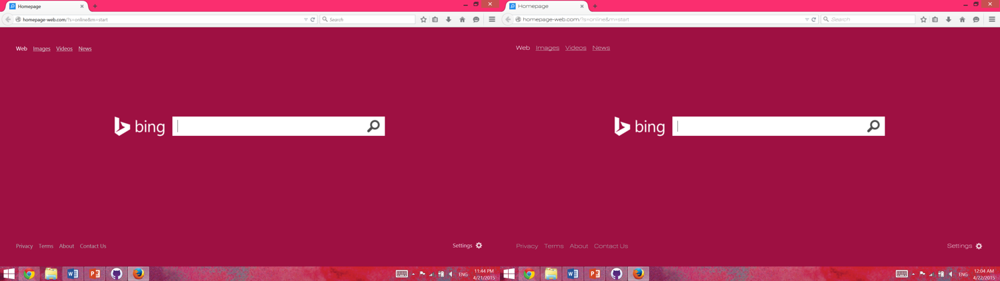 Homepage
homepage-web.com/?s=online&m=start
Search
Web Images Videos News
bing
Privacy Terms About Contact Us
Settings
ENG
11:44 PM
4/21/2015
Homepage
homepage-web.com/?s=online&m=start
Search
Web Images Videos News
bing
Privacy Terms About Contact Us
Settings
ENG
12:04 AM
4/22/2015